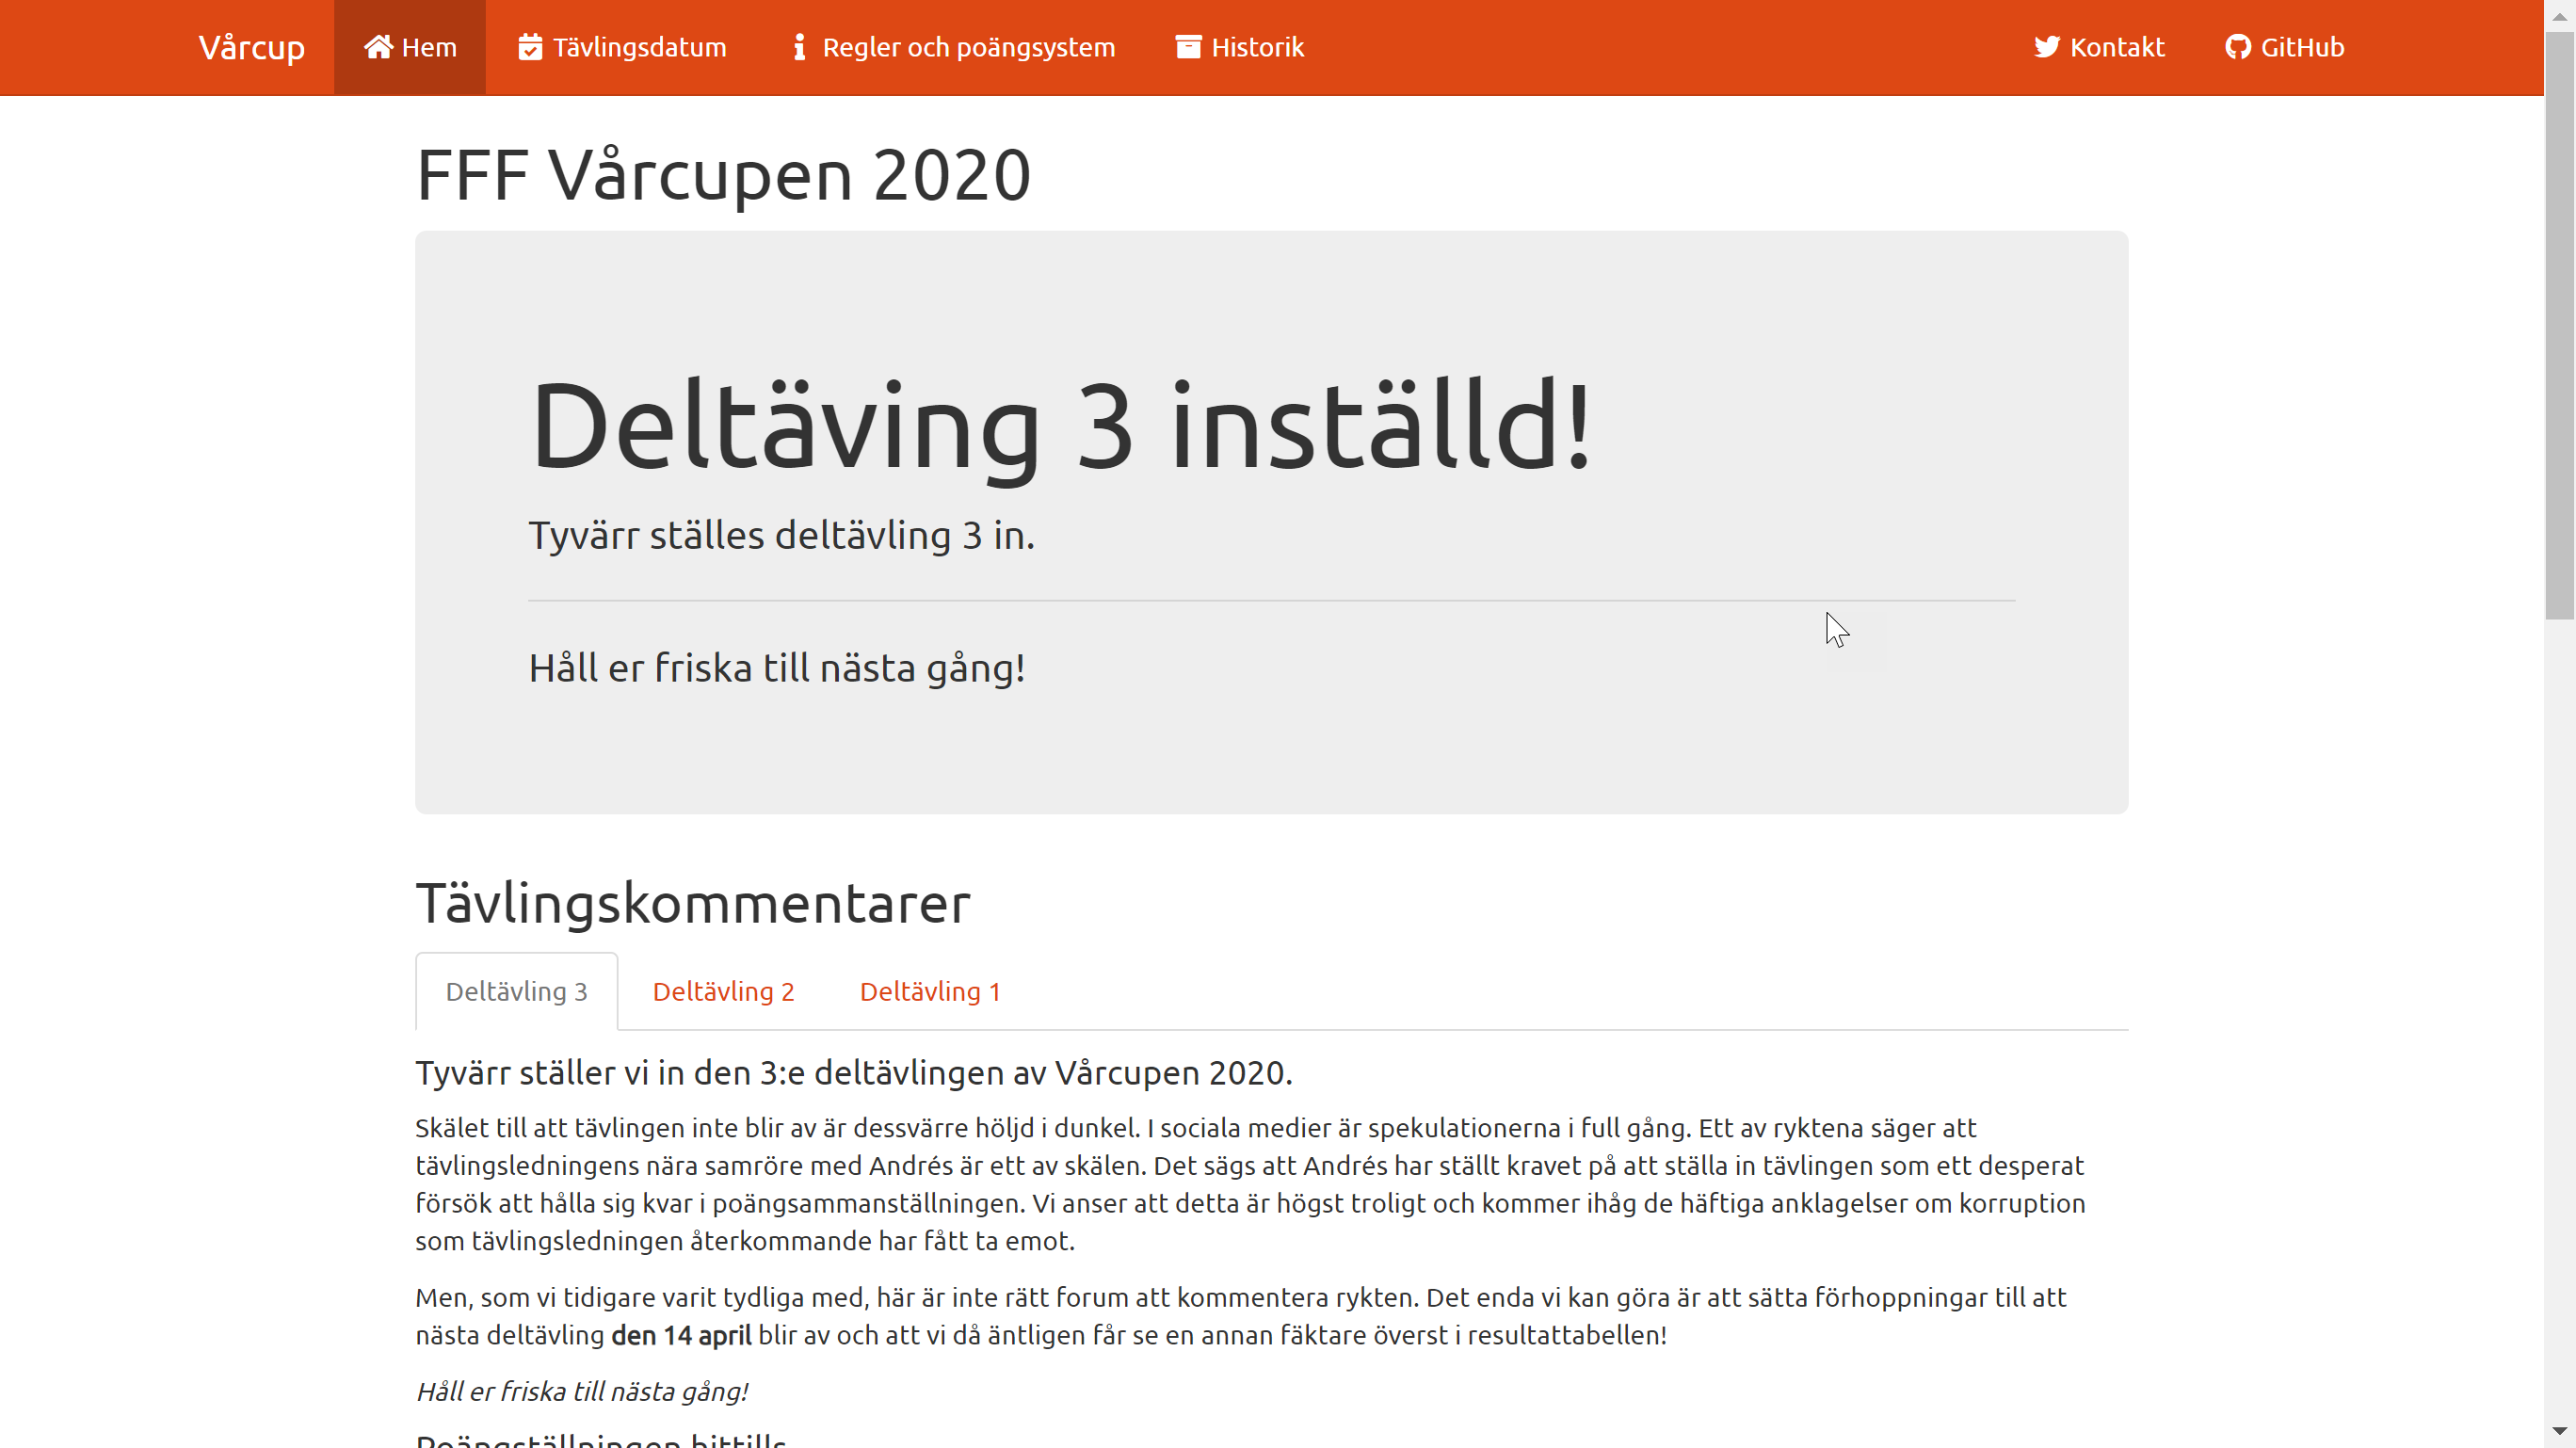 Vårcup
Hem
Tävlingsdatum
Regler och poängsystem
Historik
Kontakt
GitHub
FFF Vårcupen 2020
Deltäving 3 inställd!
Tyvärr ställes deltävling 3 in.
Håll er friska till nästa gång!
Tävlingskommentarer
Deltävling 3
Deltävling 2
Deltävling 1
Tyvärr ställer vi in den 3:e deltävlingen av Vårcupen 2020.
Skälet till att tävlingen inte blir av är dessvärre höljd i dunkel. I sociala medier är spekulationerna i full gång. Ett av ryktena säger att
tävlingsledningens nära samröre med Andrés är ett av skälen. Det sägs att Andrés har ställt kravet på att ställa in tävlingen som ett desperat
försök att hålla sig kvar i poängsammanställningen. Vi anser att detta är högst troligt och kommer ihåg de häftiga anklagelser om korruption
som tävlingsledningen återkommande har fått ta emot.
Men, som vi tidigare varit tydliga med, här är inte rätt forum att kommentera rykten. Det enda vi kan göra är att sätta förhoppningar till att
nästa deltävling den 14 april blir av och att vi då äntligen får se en annan fäktare överst i resultattabellen!
Håll er friska till nästa gång!
Poängställningen hittills